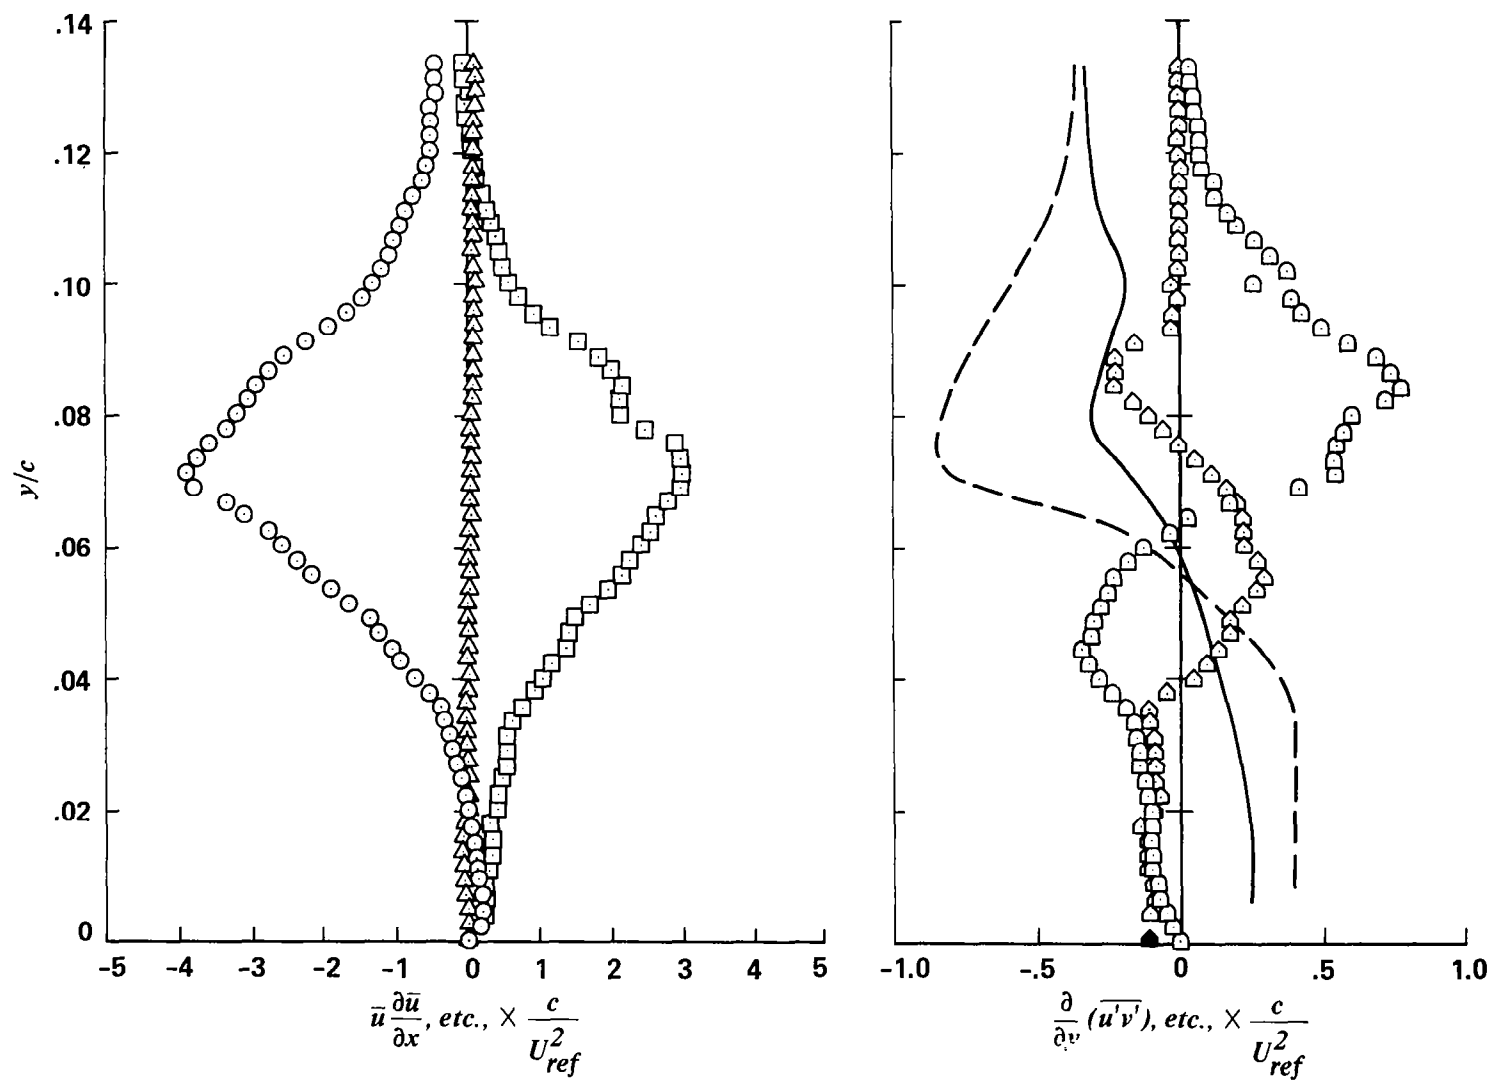 .14
.12
.10
.08
.06
.04
.02
0
y/c
-5 -4 -3 -2 -1 0 1 2 3 4 5
ū ∂ū/∂x, etc., × c/U²ref
-1.0 -.5 0 .5 1.0
∂/∂y (u'v'), etc., × c/U²ref